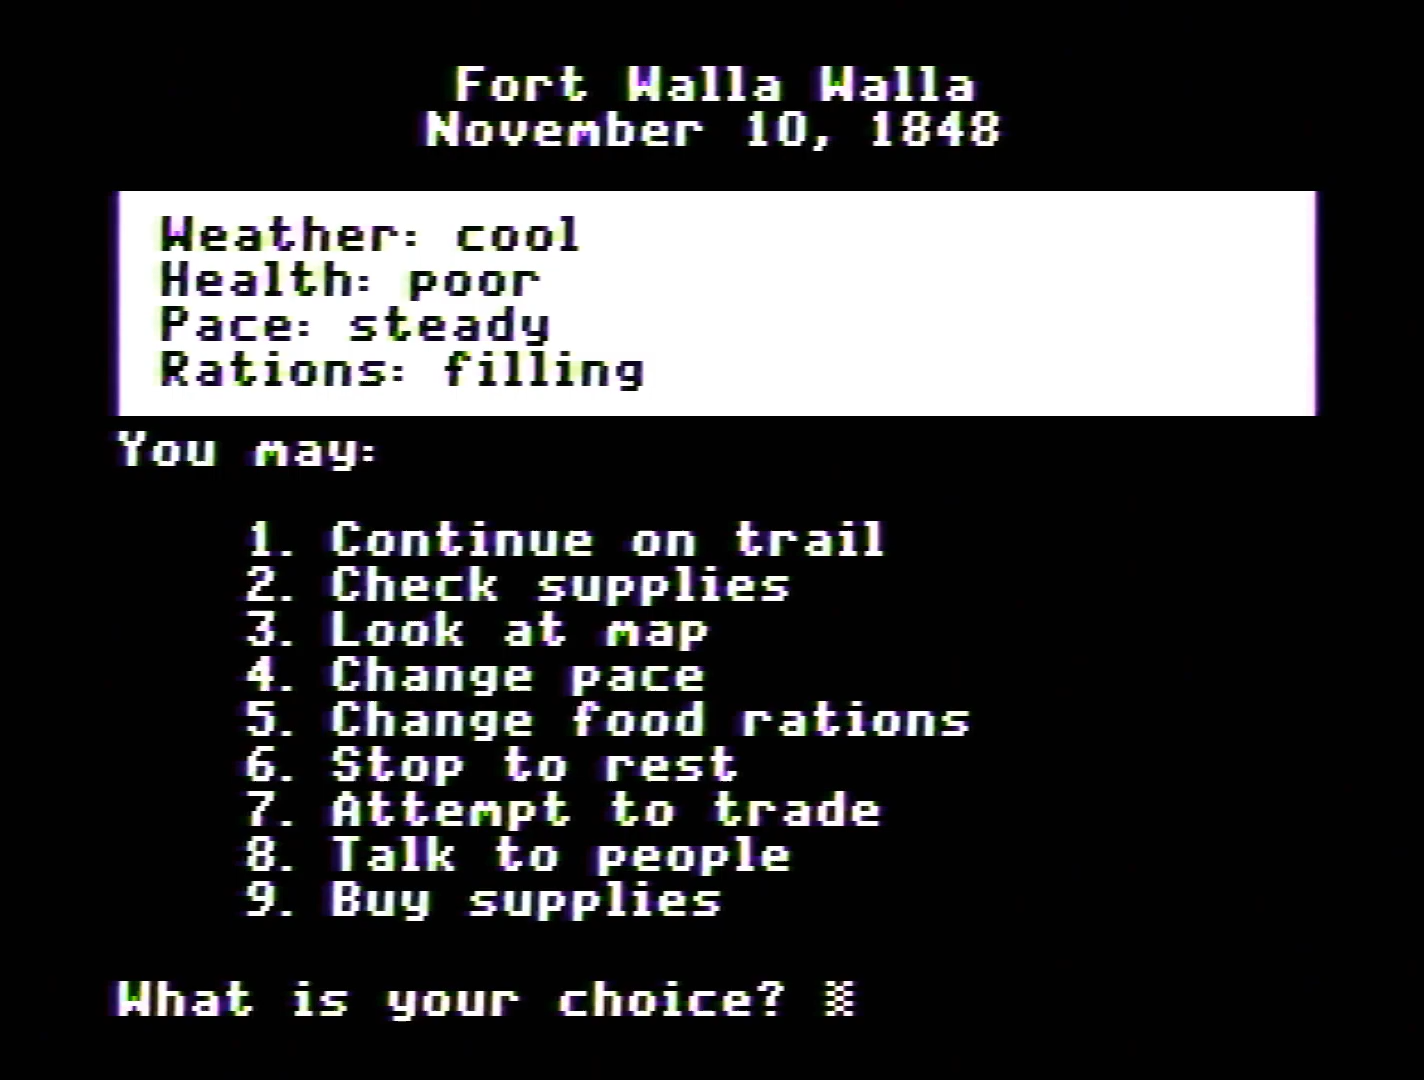 Fort Walla Walla
November 10, 1848
Weather: cool
Health: poor
Pace: steady
Rations: filling
You may:
1. Continue on trail
2. Check supplies
3. Look at map
4. Change pace
5. Change food rations
6. Stop to rest
7. Attempt to trade
8. Talk to people
9. Buy supplies
What is your choice?